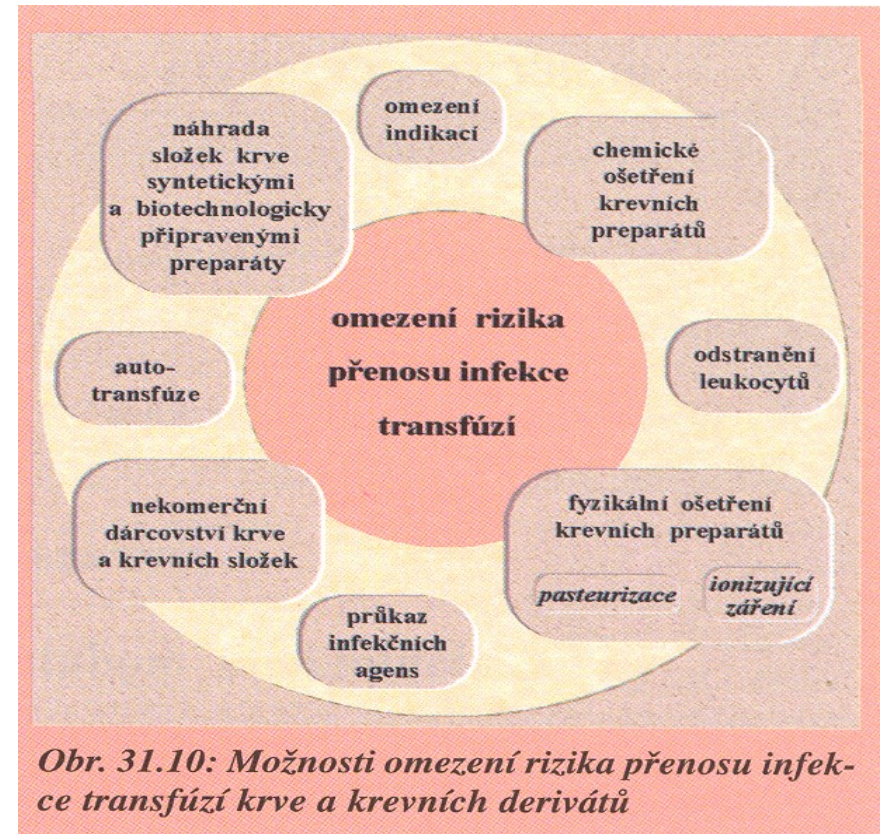 omezení
indikací
náhrada
složek krve
syntetickými
a biotechnologicky
připravenými
preparáty
chemické
ošetření
krevních
preparátů
omezení rizika
přenosu infekce
transfúzí
auto-
transfúze
odstranění
leukocytů
nekomerční
dárcovství krve
a krevních složek
fyzikální ošetření
krevních preparátů
pasteurizace
ionizující
záření
průkaz
infekčních
agens
Obr. 31.10: Možnosti omezení rizika přenosu infek-
ce transfúzí krve a krevních derivátů